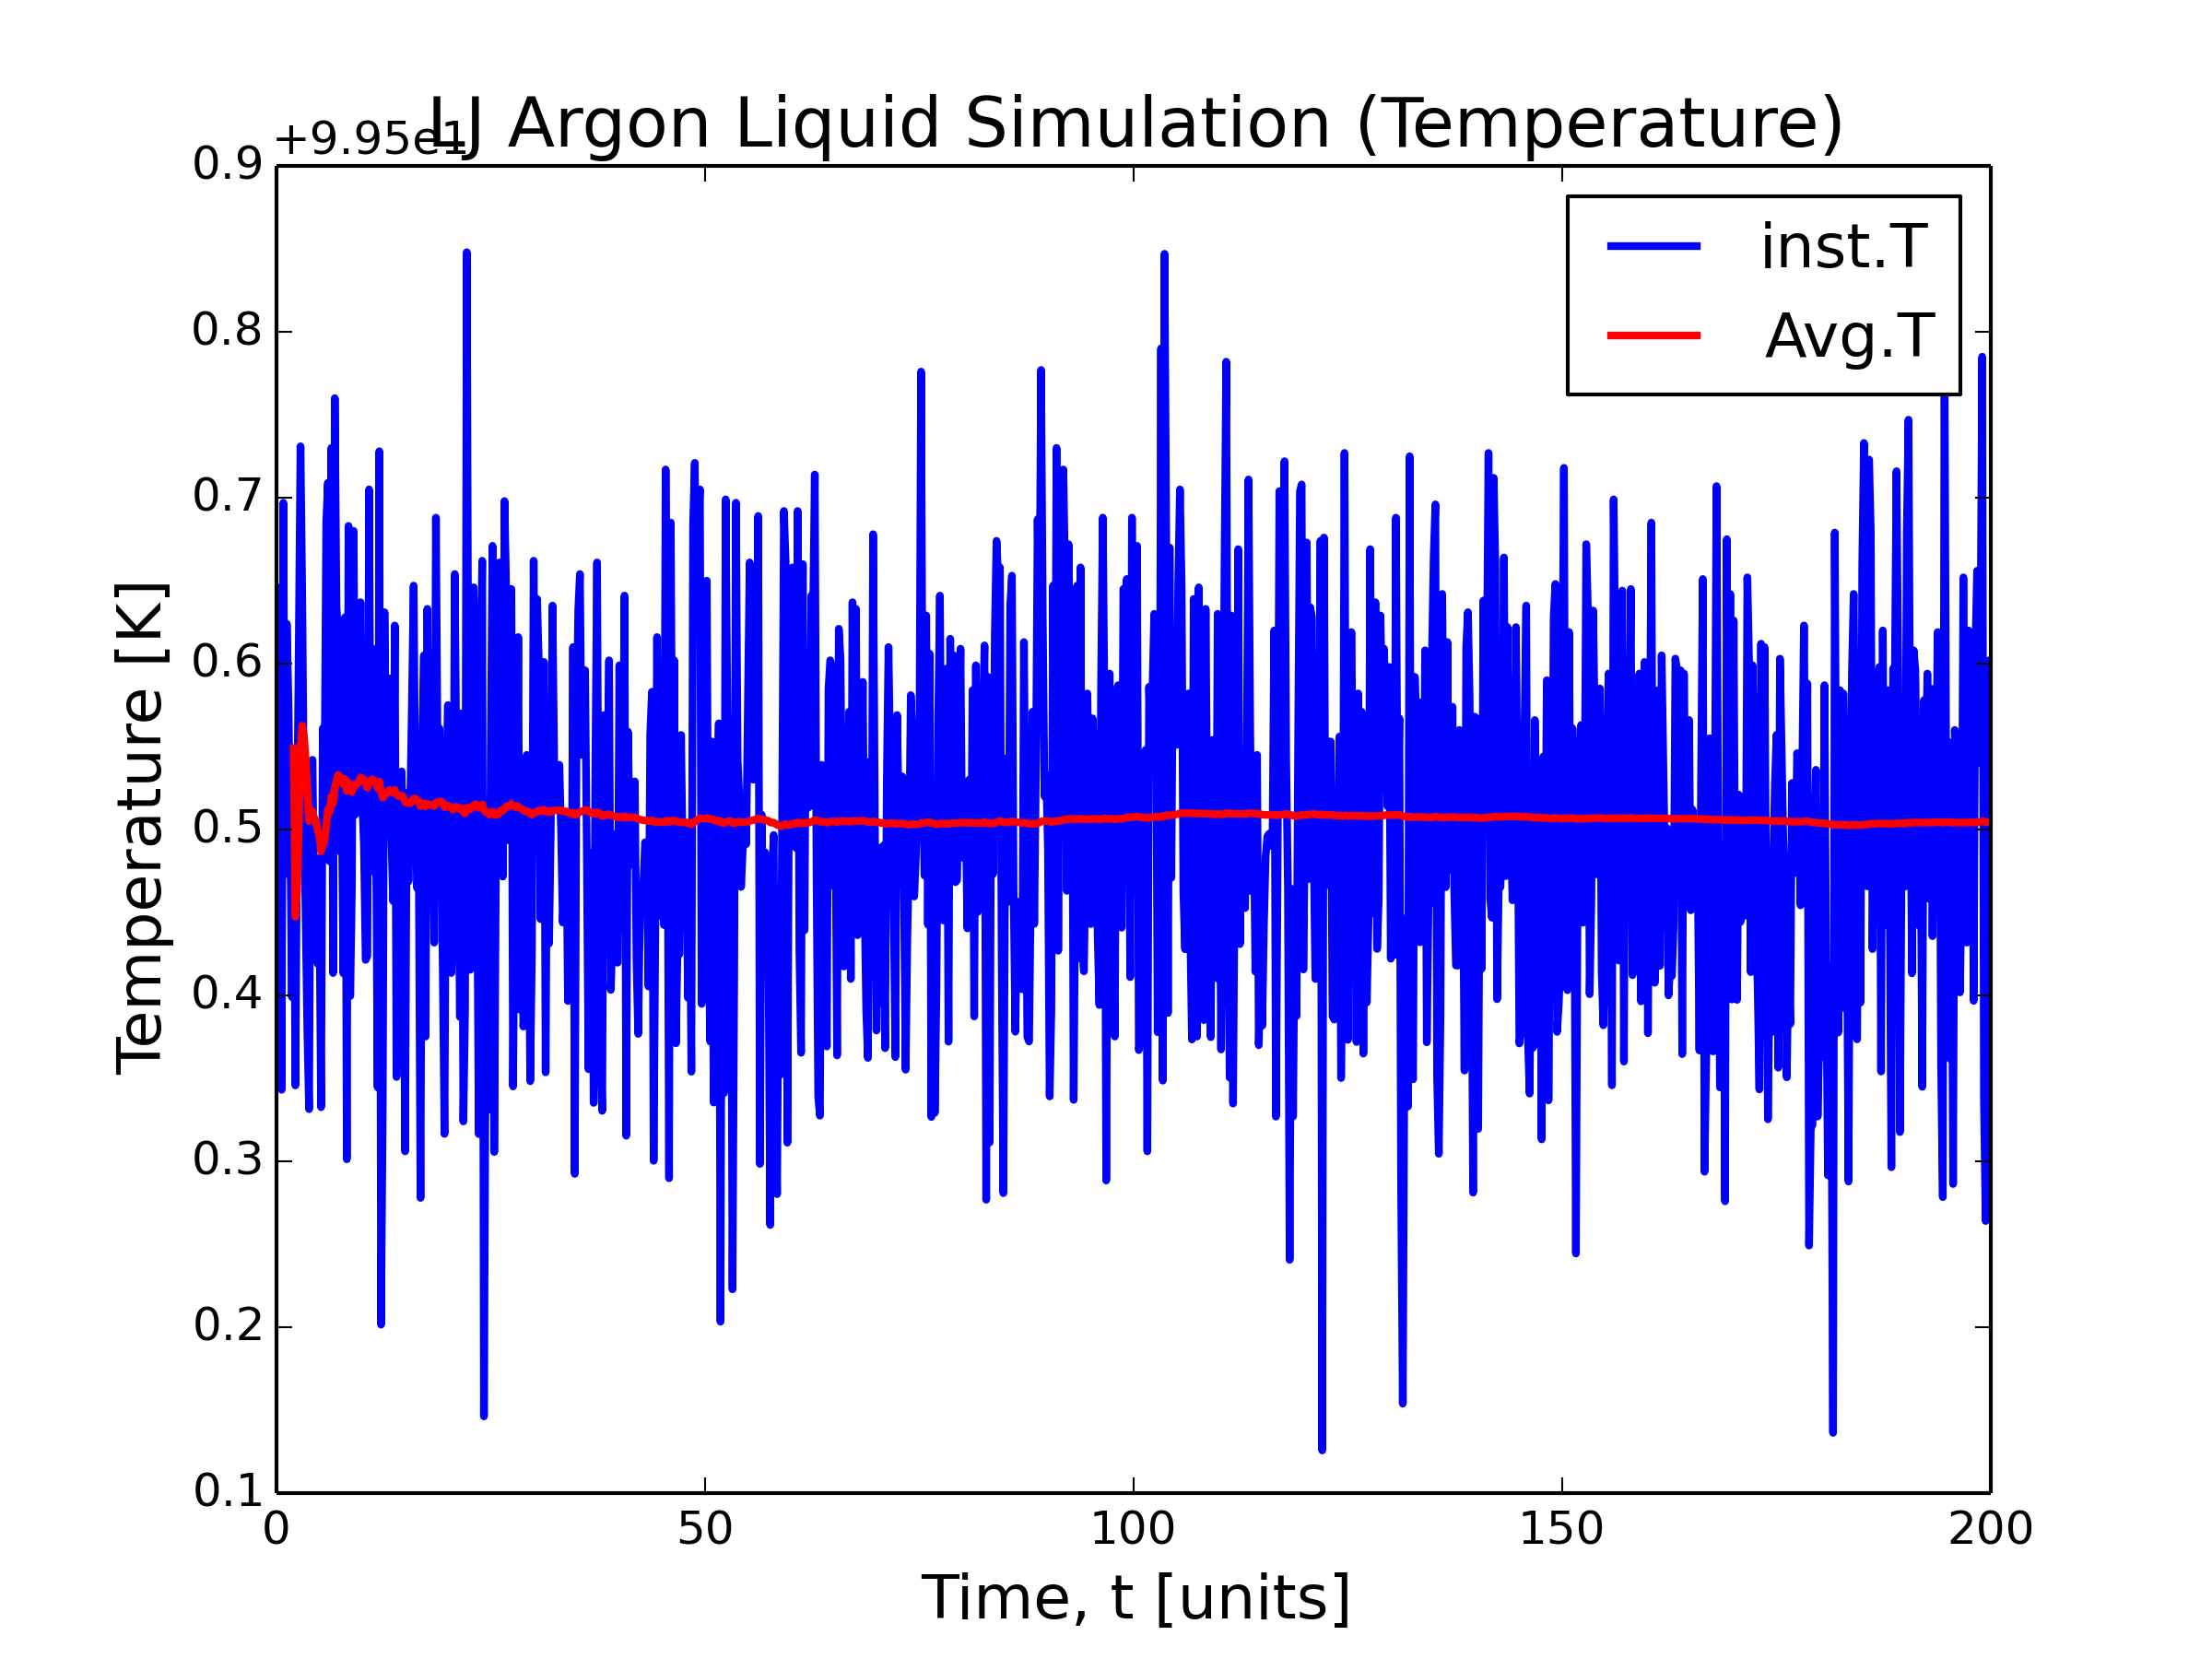 LJ Argon Liquid Simulation (Temperature)
+9.95e1
0.9
0.8
0.7
0.6
0.5
0.4
0.3
0.2
0.1
Temperature [K]
inst.T
Avg.T
0 50 100 150 200
Time, t [units]